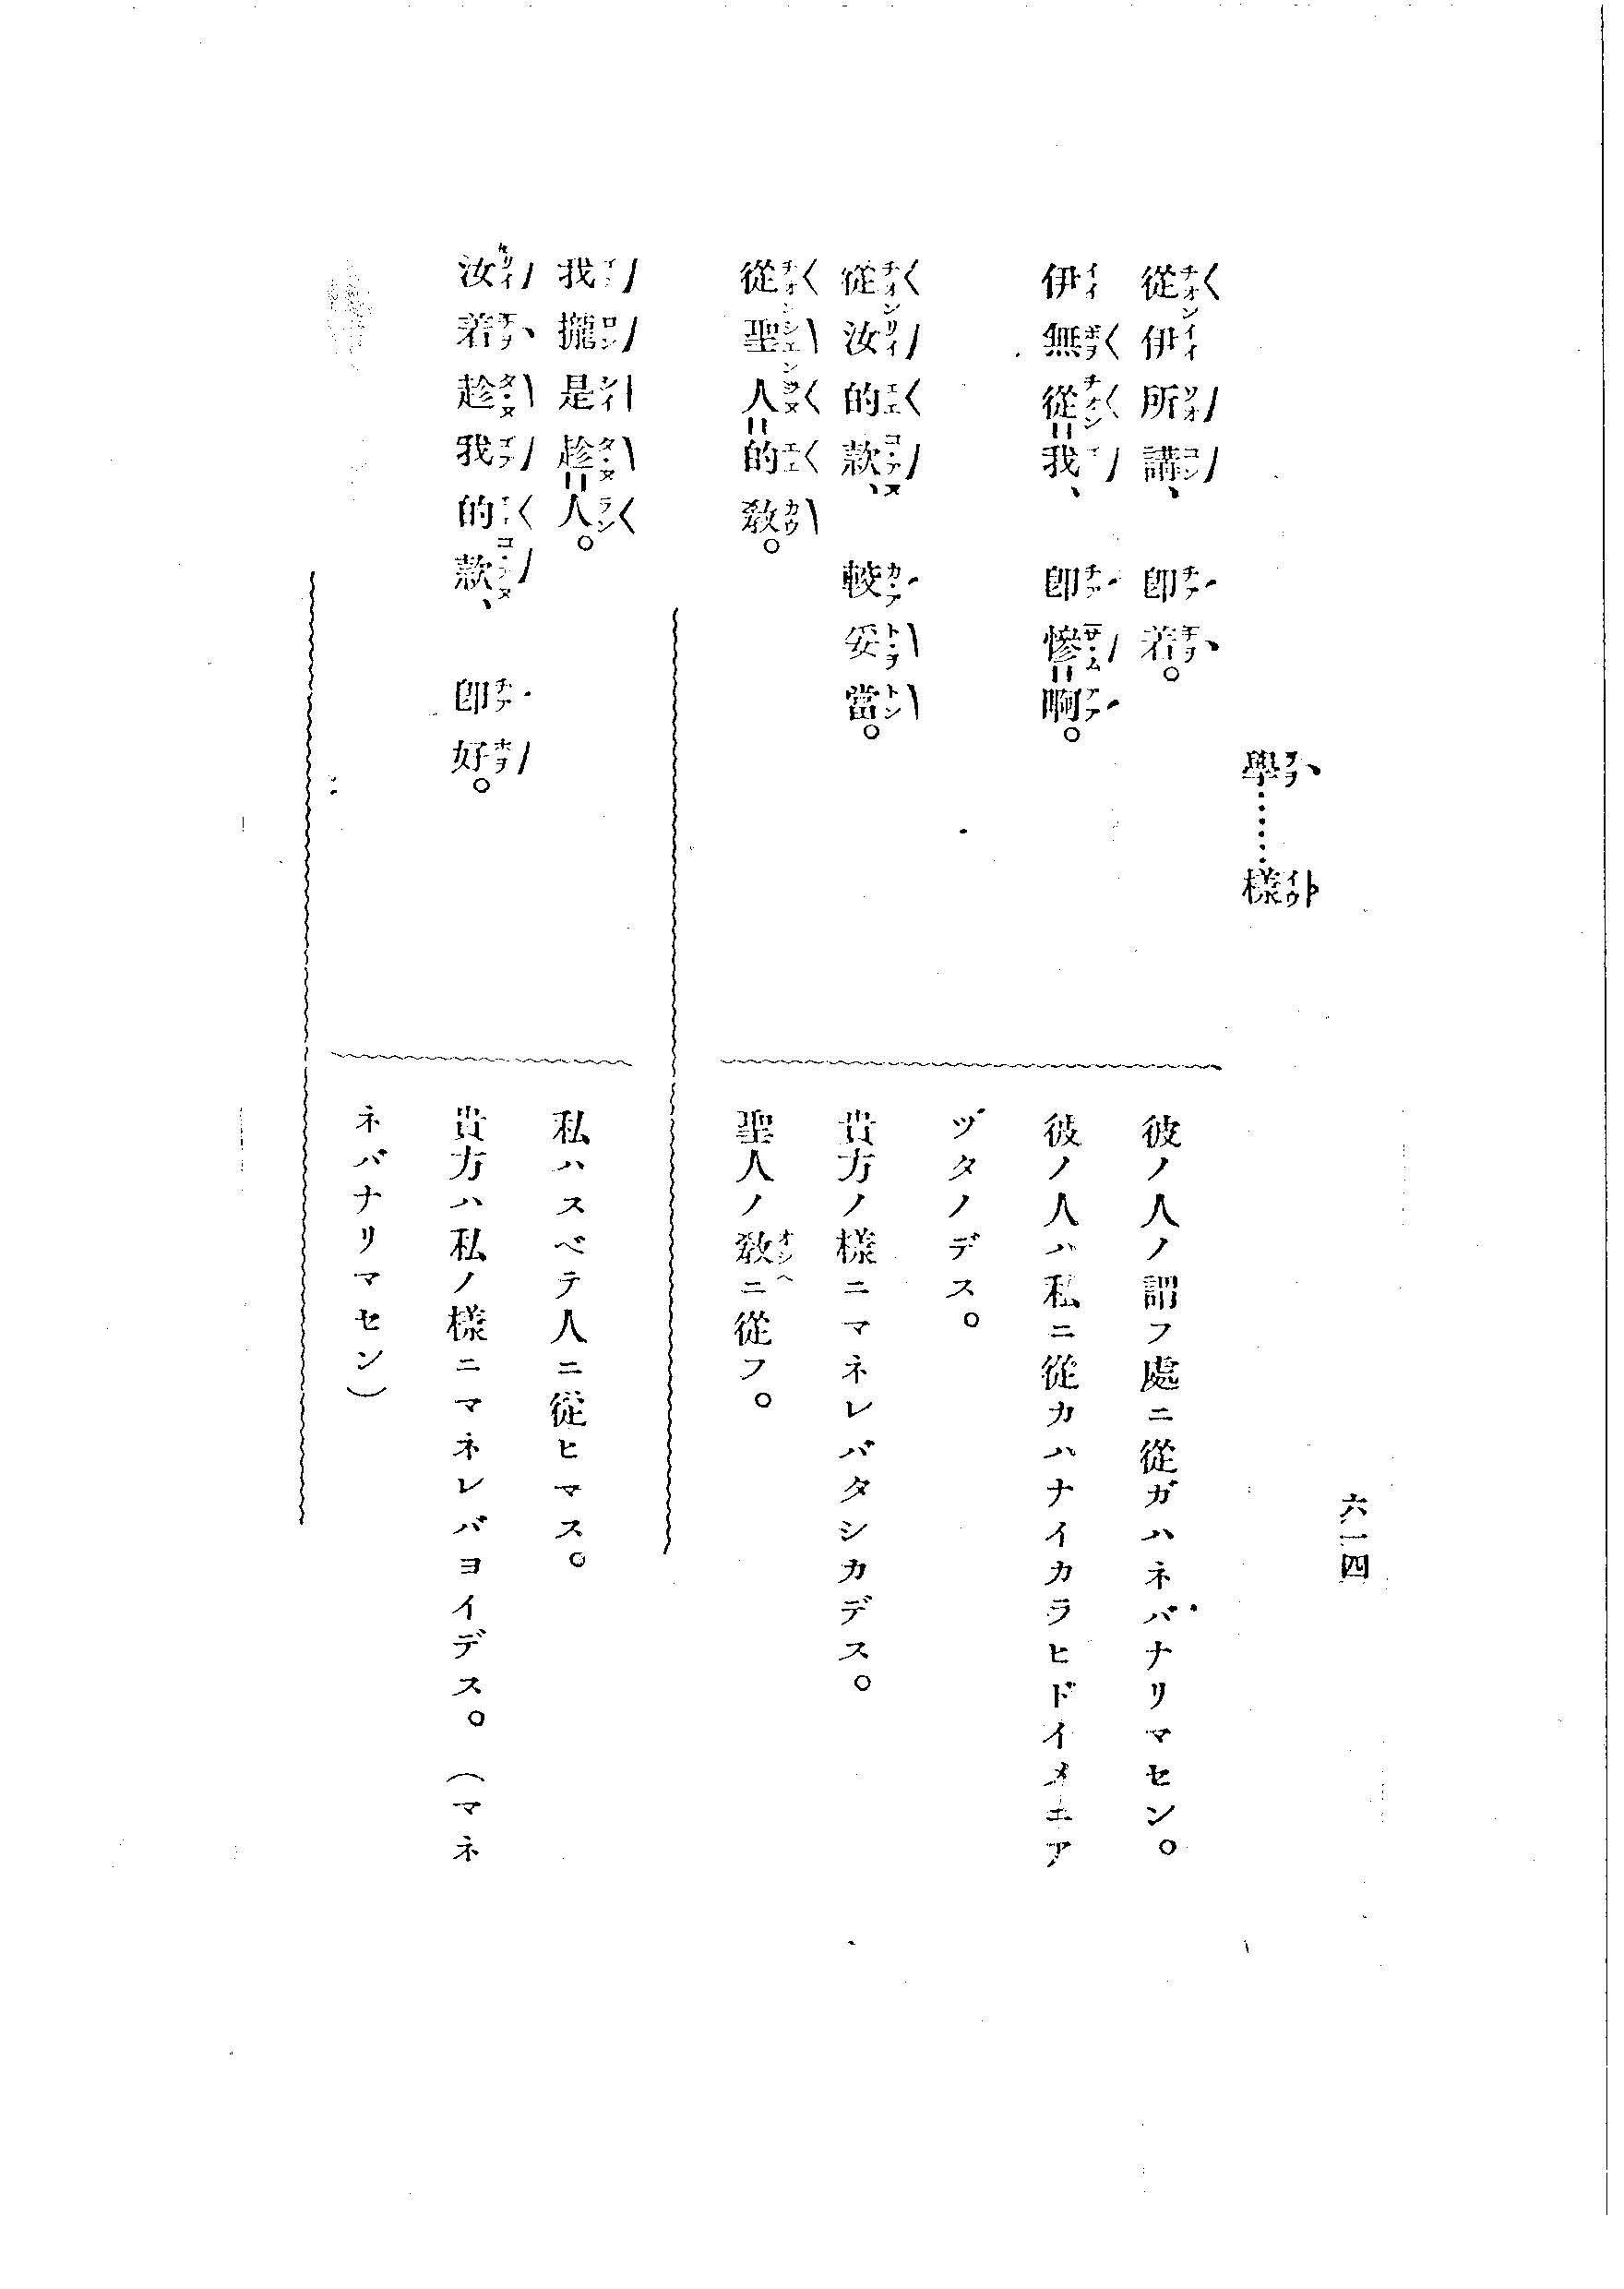 六一四
學……樣
從伊所講、卽若。
彼ノ人ノ謂フ處ニ從ガハネバナリマセン。
伊無從我、卽慘啊。
彼ノ人ハ私ニ從カハナイカラヒドイメニア
ヅタノデス。
從汝的款、較妥當。
貴方ノ樣ニマネレバタシカデス。
從聖人的敎。
聖人ノ敎ニ從フ。
我攏是趁人。
私ハスベテ人ニ從ヒマス。
汝若趁我的款、卽好。
貴方ハ私ノ樣ニマネレバヨイデス。(マネ
ネバナリマセン)